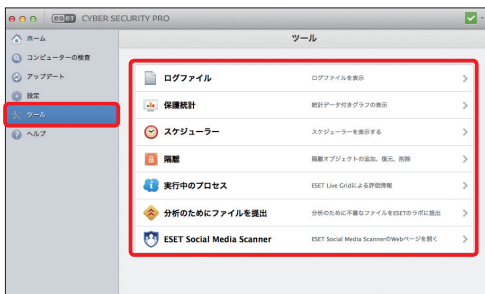 eset CYBER SECURITY PRO
ホーム
コンピューターの検査
アップデート
設定
ツール
ヘルプ
ツール
ログファイル ログファイルを表示
保護統計 統計データ付きグラフの表示
スケジューラー スケジューラーを表示する
隔離 隔離オブジェクトの追加、復元、削除
実行中のプロセス ESET Live Gridによる評価情報
分析のためにファイルを提出 分析のために不審なファイルをESETのラボに提出
ESET Social Media Scanner ESET Social Media ScannerのWebページを開く